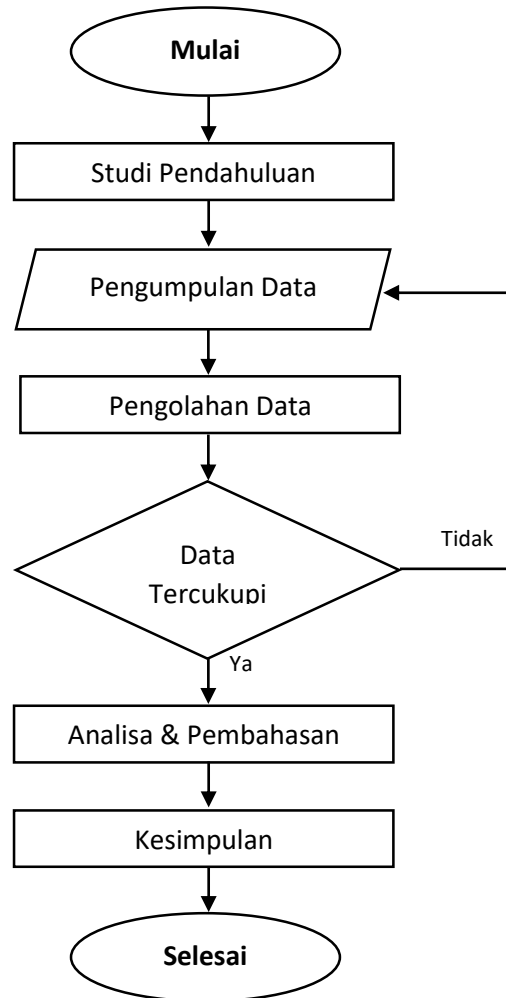 Mulai
Studi Pendahuluan
Pengumpulan Data
Pengolahan Data
Data
Tercukupi
Tidak
Ya
Analisa & Pembahasan
Kesimpulan
Selesai